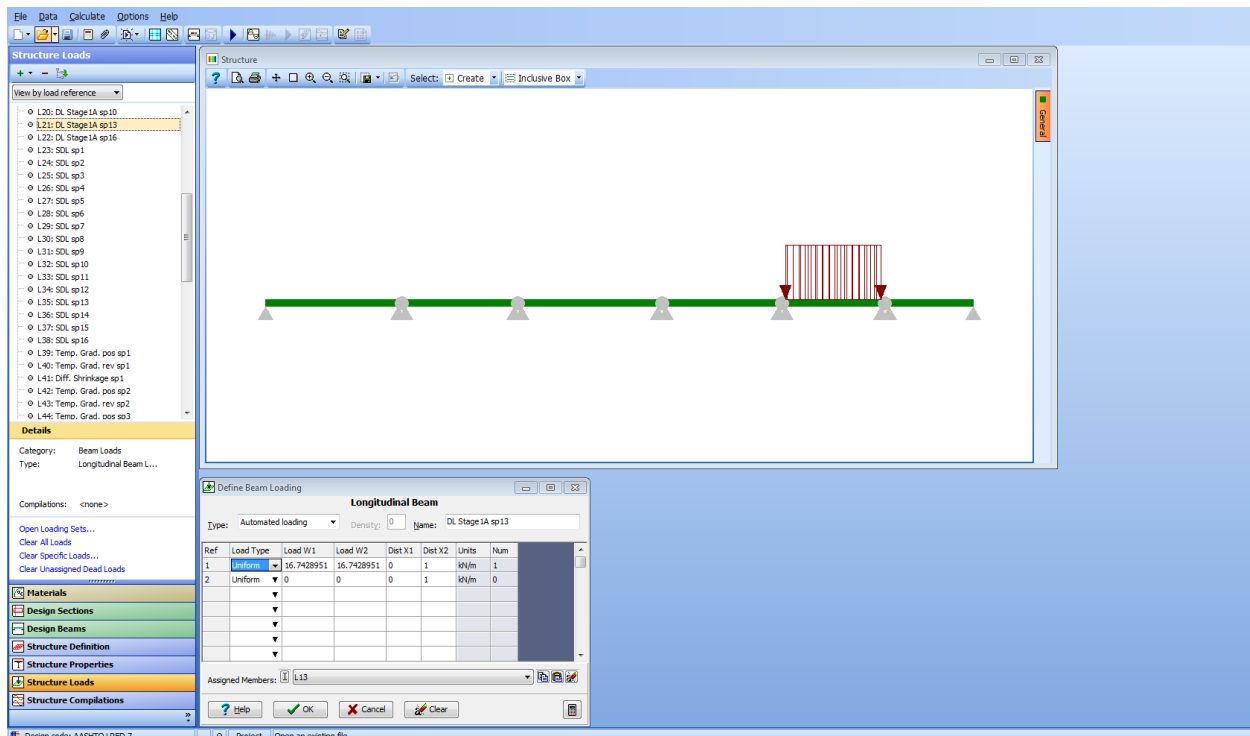 File Data Calculate Options Help
Structure Loads
View by load reference
L20: DL Stage1A sp10
L21: DL Stage1A sp13
L22: DL Stage1A sp16
L23: SDL sp1
L24: SDL sp2
L25: SDL sp3
L26: SDL sp4
L27: SDL sp5
L28: SDL sp6
L29: SDL sp7
L30: SDL sp8
L31: SDL sp9
L32: SDL sp10
L33: SDL sp11
L34: SDL sp12
L35: SDL sp13
L36: SDL sp14
L37: SDL sp15
L38: SDL sp16
L39: Temp. Grad. pos sp1
L40: Temp. Grad. rev sp1
L41: Diff. Shrinkage sp1
L42: Temp. Grad. pos sp2
L43: Temp. Grad. rev sp2
L44: Temp. Grad. pos sp3
Details
Category: Beam Loads
Type: Longitudinal Beam L...
Compilations: <none>
Open Loading Sets...
Clear All Loads
Clear Specific Loads...
Clear Unassigned Dead Loads
Materials
Design Sections
Design Beams
Structure Definition
Structure Properties
Structure Loads
Structure Compilations
Structure
Select: Create Inclusive Box
General
Define Beam Loading
Longitudinal Beam
Type: Automated loading Density: 0 Name: DL Stage1A sp13
Ref Load Type Load W1 Load W2 Dist X1 Dist X2 Units Num
1 Uniform 16.7428951 16.7428951 0 1 kN/m 1
2 Uniform 0 0 0 1 kN/m 0
Assigned Members: L13
Help OK Cancel Clear
Design code: AASHTO LRFD 7 0 Project Open an existing file